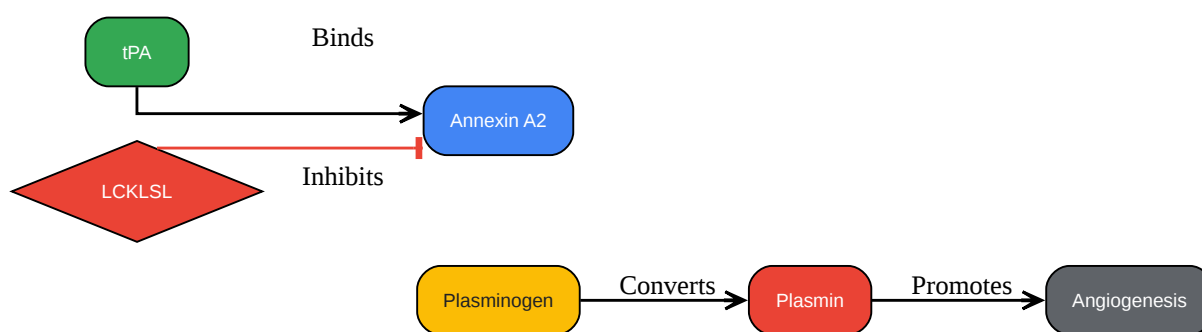 Binds
tPA
Annexin A2
Inhibits
LCKLSL
Plasminogen
Converts
Plasmin
Promotes
Angiogenesis